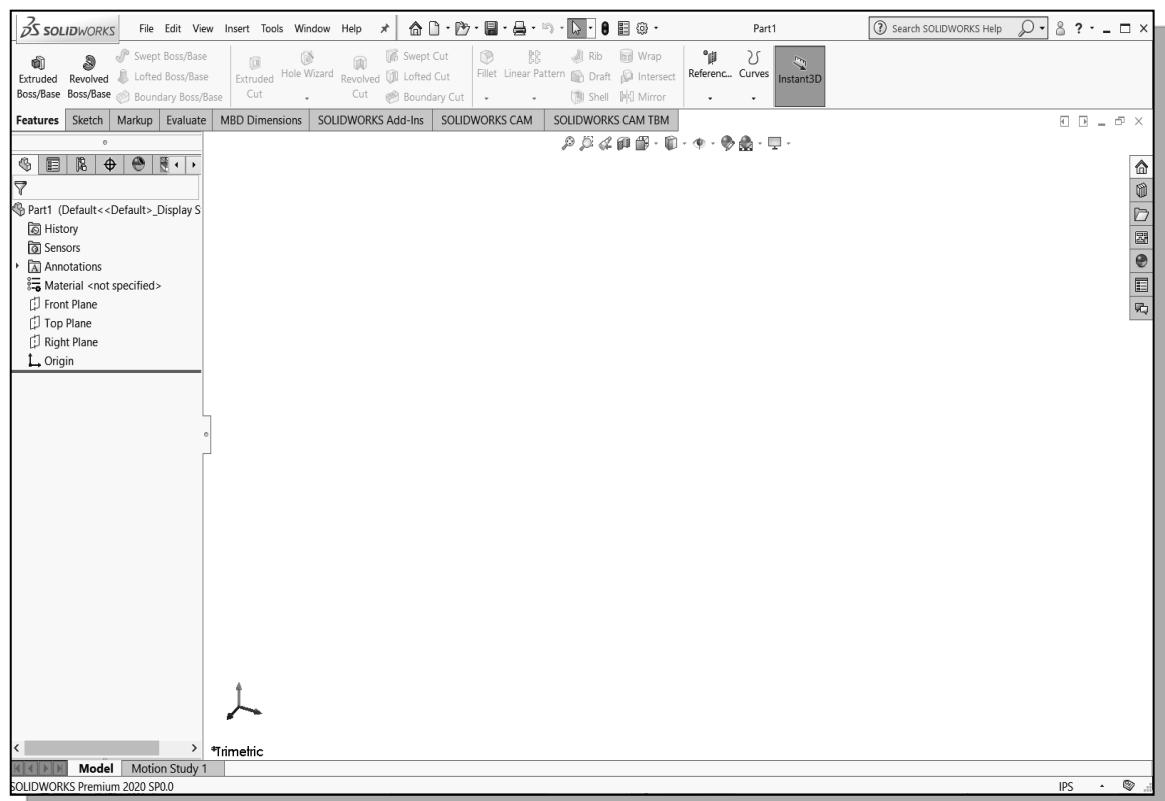 SOLIDWORKS File Edit View Insert Tools Window Help Part1 Search SOLIDWORKS Help ?
Extruded Boss/Base
Revolved Boss/Base
Swept Boss/Base
Lofted Boss/Base
Boundary Boss/Base
Extruded Cut
Hole Wizard
Revolved Cut
Swept Cut
Lofted Cut
Boundary Cut
Fillet
Linear Pattern
Rib
Draft
Shell
Wrap
Intersect
Mirror
Referenc...
Curves
Instant3D
Features Sketch Markup Evaluate MBD Dimensions SOLIDWORKS Add-Ins SOLIDWORKS CAM SOLIDWORKS CAM TBM
Part1 (Default<<Default>_Display S
History
Sensors
Annotations
Material <not specified>
Front Plane
Top Plane
Right Plane
Origin
*Trimetric
Model Motion Study 1
SOLIDWORKS Premium 2020 SP0.0 IPS